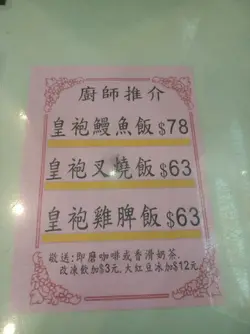 廚師推介
皇袍鰻魚飯 $78
皇袍叉燒飯 $63
皇袍雞脾飯 $63
敬送:即磨咖啡或香滑奶茶.
改凍飲加$3元,大紅豆冰加$12元.